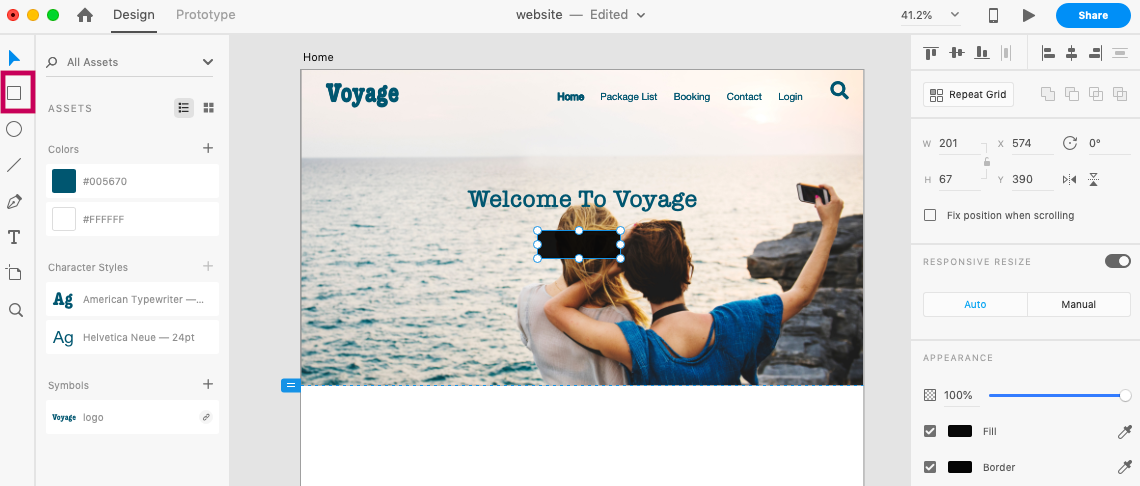 Design
Prototype
website — Edited
41.2%
Share
All Assets
ASSETS
Colors
#005670
#FFFFFF
Character Styles
Ag American Typewriter —...
Ag Helvetica Neue — 24pt
Symbols
Voyage logo
Home
Voyage
Home Package List Booking Contact Login
Welcome To Voyage
Repeat Grid
W 201 X 574 0°
H 67 Y 390
Fix position when scrolling
RESPONSIVE RESIZE
Auto Manual
APPEARANCE
100%
Fill
Border